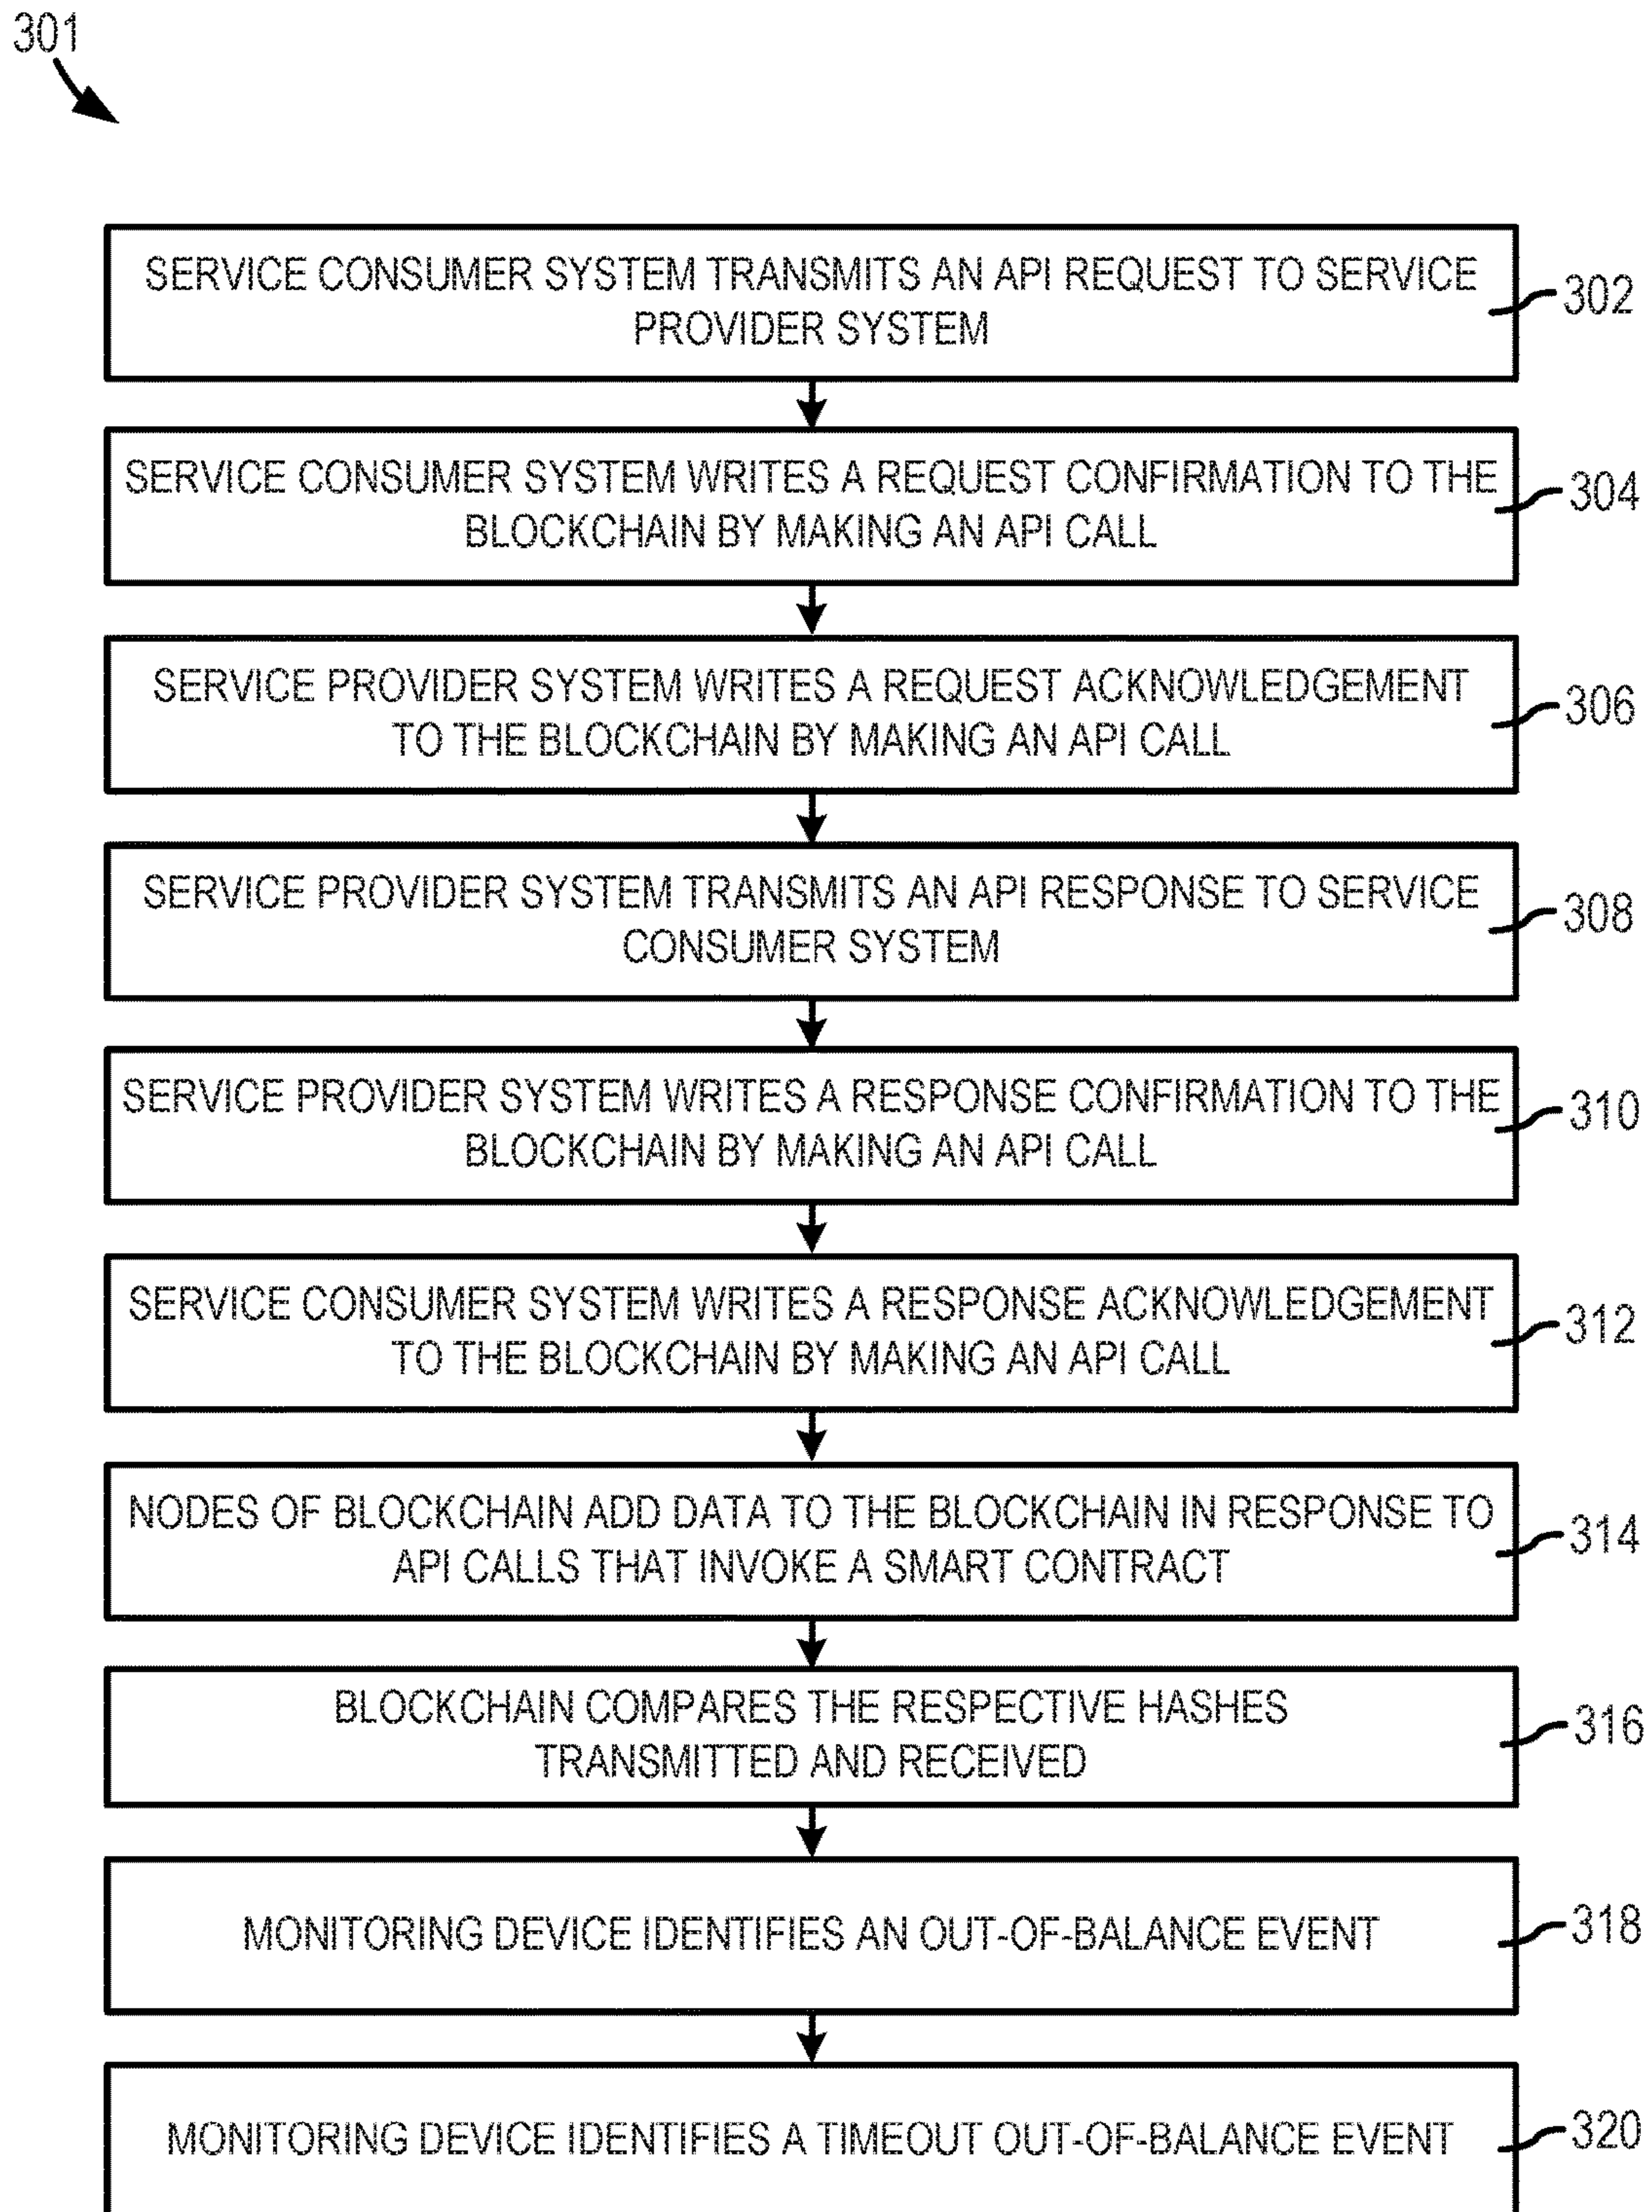 301
SERVICE CONSUMER SYSTEM TRANSMITS AN API REQUEST TO SERVICE
PROVIDER SYSTEM
302
SERVICE CONSUMER SYSTEM WRITES A REQUEST CONFIRMATION TO THE
BLOCKCHAIN BY MAKING AN API CALL
304
SERVICE PROVIDER SYSTEM WRITES A REQUEST ACKNOWLEDGEMENT
TO THE BLOCKCHAIN BY MAKING AN API CALL
306
SERVICE PROVIDER SYSTEM TRANSMITS AN API RESPONSE TO SERVICE
CONSUMER SYSTEM
308
SERVICE PROVIDER SYSTEM WRITES A RESPONSE CONFIRMATION TO THE
BLOCKCHAIN BY MAKING AN API CALL
310
SERVICE CONSUMER SYSTEM WRITES A RESPONSE ACKNOWLEDGEMENT
TO THE BLOCKCHAIN BY MAKING AN API CALL
312
NODES OF BLOCKCHAIN ADD DATA TO THE BLOCKCHAIN IN RESPONSE TO
API CALLS THAT INVOKE A SMART CONTRACT
314
BLOCKCHAIN COMPARES THE RESPECTIVE HASHES
TRANSMITTED AND RECEIVED
316
MONITORING DEVICE IDENTIFIES AN OUT-OF-BALANCE EVENT
318
MONITORING DEVICE IDENTIFIES A TIMEOUT OUT-OF-BALANCE EVENT
320